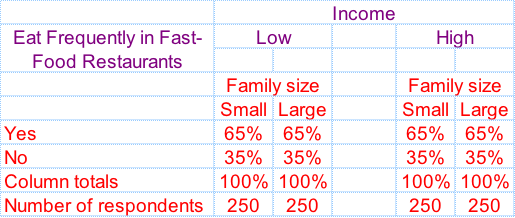 Income
Eat Frequently in Fast-
Food Restaurants
Low High
Family size Family size
Small Large Small Large
Yes 65% 65% 65% 65%
No 35% 35% 35% 35%
Column totals 100% 100% 100% 100%
Number of respondents 250 250 250 250